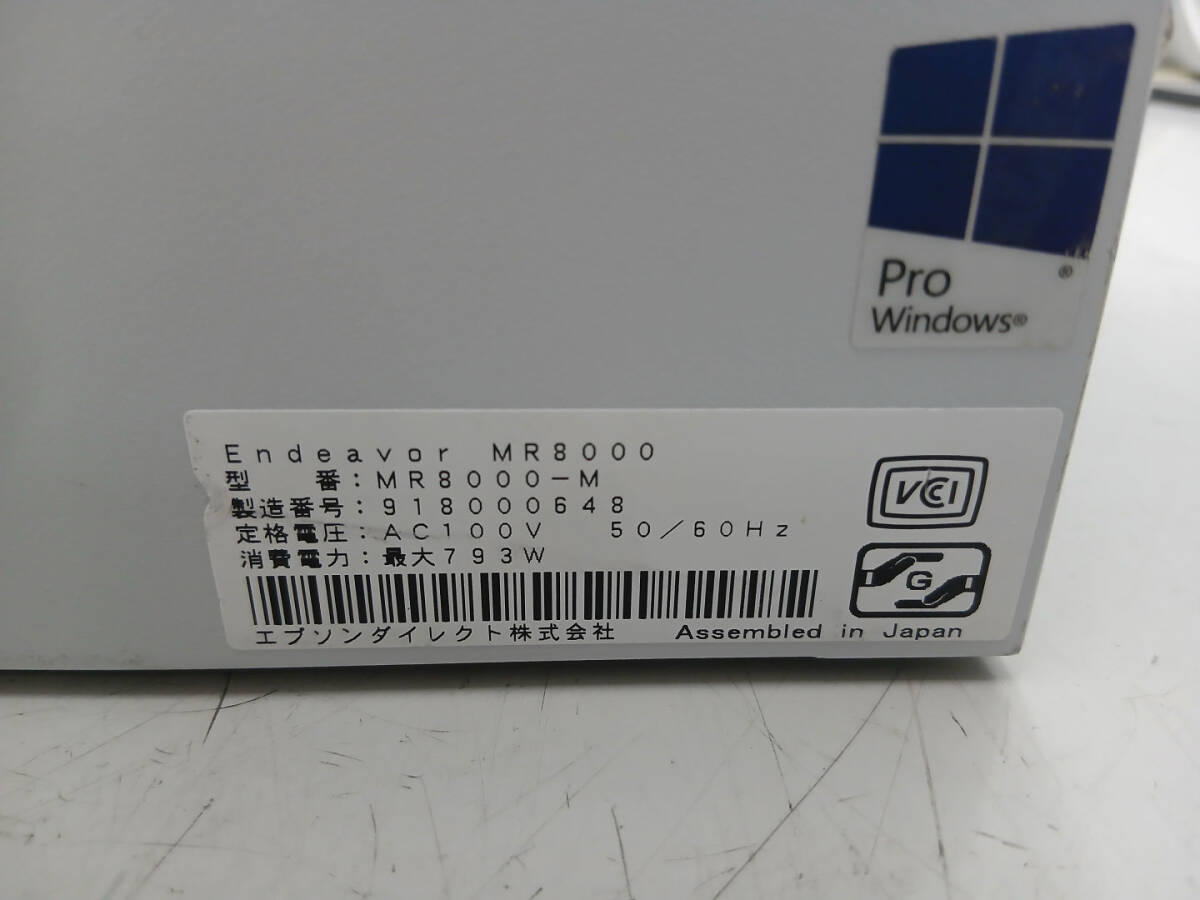 Pro
Windows®
Endeavor MR8000
型　番：MR8000-M
製造番号：918000648
定格電圧：AC100V 50/60Hz
消費電力：最大793W
エプソンダイレクト株式会社 Assembled in Japan
VCCI
G